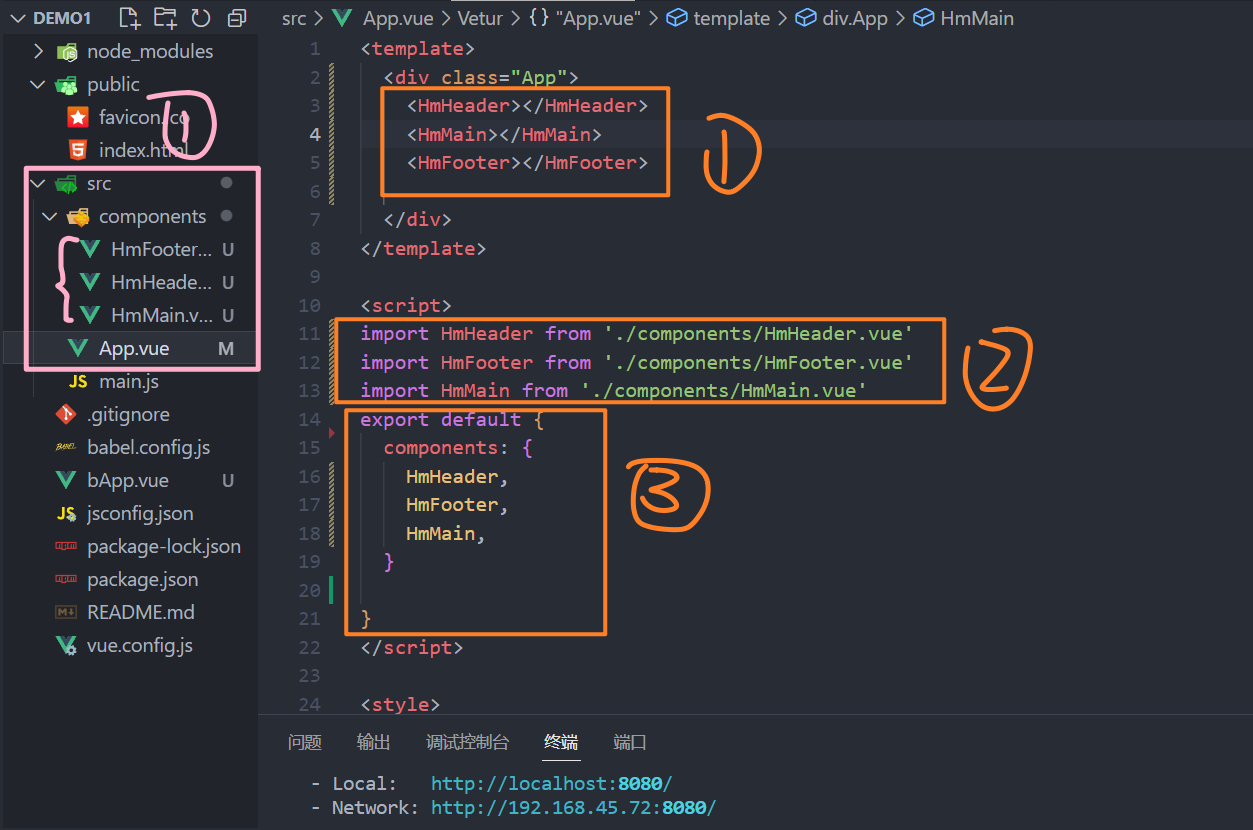 DEMO1
node_modules
public
favicon.ico
index.html
①
src
components
HmFooter... U
HmHeade... U
HmMain.v... U
App.vue M
JS main.js
.gitignore
BABEL babel.config.js
bApp.vue U
JS jsconfig.json
npm package-lock.json
npm package.json
README.md
vue.config.js
src > App.vue > Vetur > {} "App.vue" > template > div.App > HmMain
1 <template>
2 <div class="App">
3 <HmHeader></HmHeader>
4 <HmMain></HmMain>
5 <HmFooter></HmFooter>
6
7 </div>
8 </template>
①
9
10 <script>
11 import HmHeader from './components/HmHeader.vue'
12 import HmFooter from './components/HmFooter.vue'
13 import HmMain from './components/HmMain.vue'
②
14 export default {
15 components: {
16 HmHeader,
17 HmFooter,
18 HmMain,
19 }
20
21 }
③
22 </script>
23
24 <style>
问题 输出 调试控制台 终端 端口
- Local: http://localhost:8080/
- Network: http://192.168.45.72:8080/